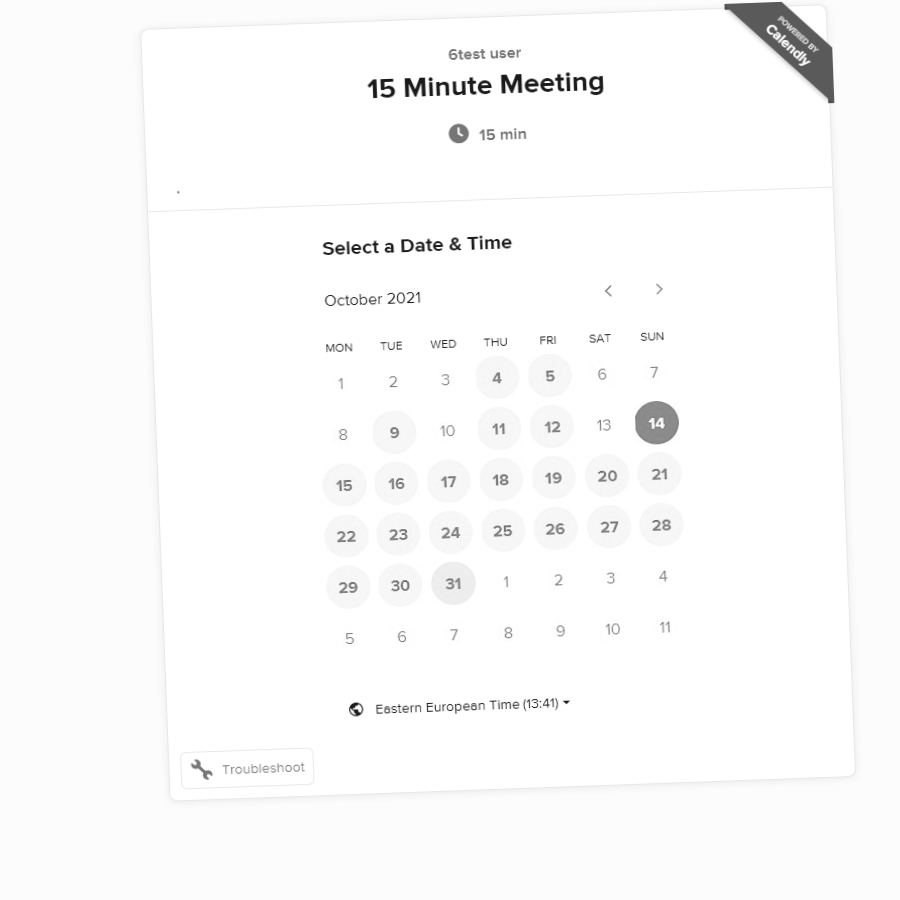 POWERED BY
Calendly
6test user
15 Minute Meeting
15 min
.
Select a Date & Time
October 2021
MON TUE WED THU FRI SAT SUN
1 2 3 4 5 6 7
8 9 10 11 12 13 14
15 16 17 18 19 20 21
22 23 24 25 26 27 28
29 30 31 1 2 3 4
5 6 7 8 9 10 11
Eastern European Time (13:41)
Troubleshoot